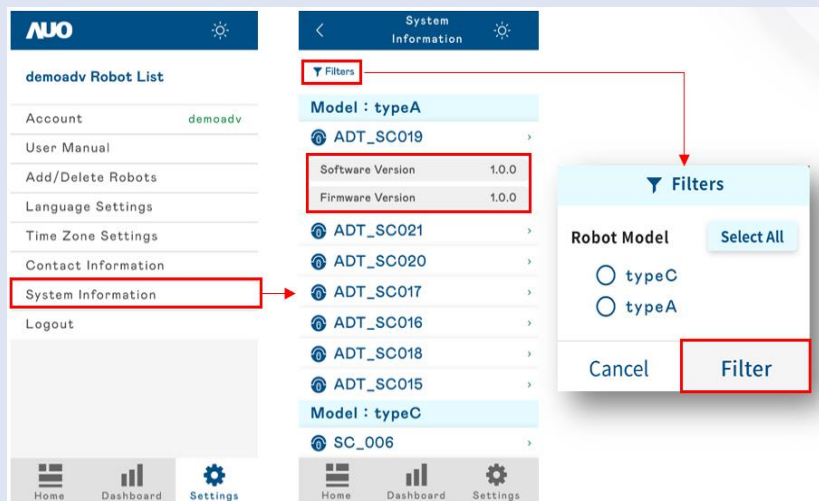 AUO
demoadv Robot List
Account demoadv
User Manual
Add/Delete Robots
Language Settings
Time Zone Settings
Contact Information
System Information
Logout
Home Dashboard Settings
System
Information
Filters
Model : typeA
ADT_SC019
Software Version 1.0.0
Firmware Version 1.0.0
ADT_SC021
ADT_SC020
ADT_SC017
ADT_SC016
ADT_SC018
ADT_SC015
Model : typeC
SC_006
Home Dashboard Settings
Filters
Robot Model Select All
typeC
typeA
Cancel Filter